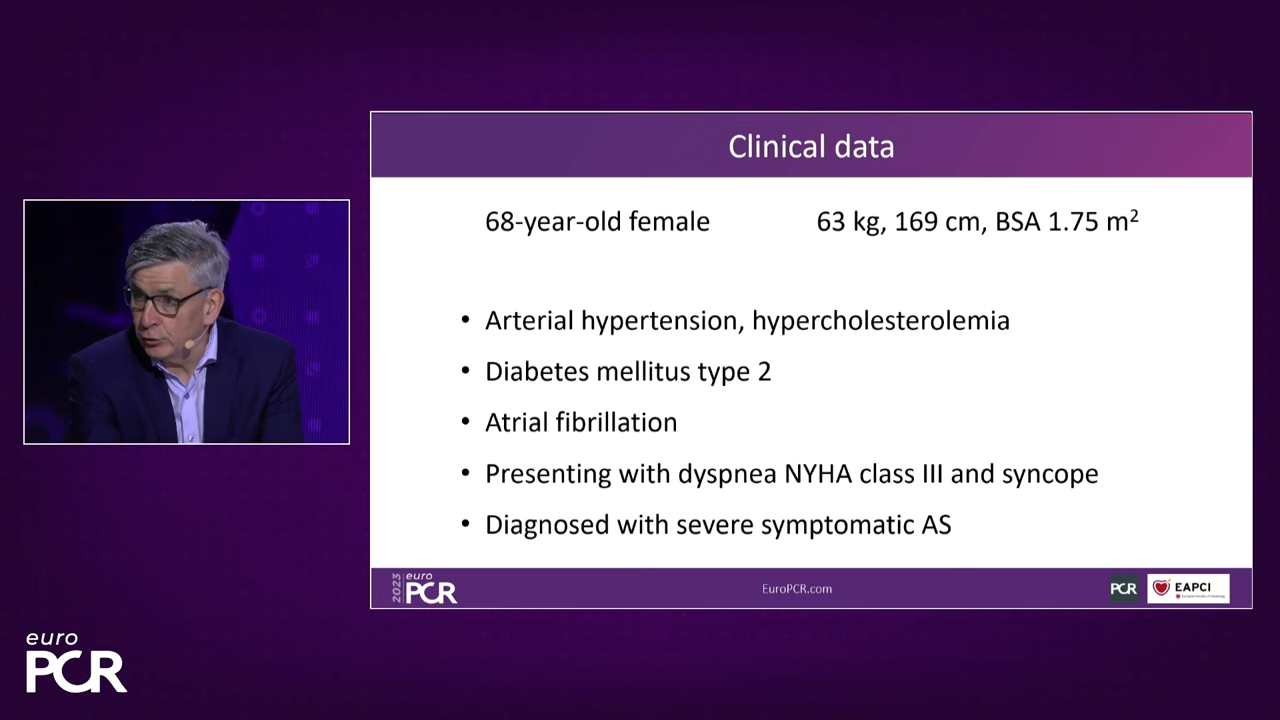 Clinical data
68-year-old female 63 kg, 169 cm, BSA 1.75 m²
• Arterial hypertension, hypercholesterolemia
• Diabetes mellitus type 2
• Atrial fibrillation
• Presenting with dyspnea NYHA class III and syncope
• Diagnosed with severe symptomatic AS
2023 euro PCR
EuroPCR.com
PCR
EAPCI
euro
PCR